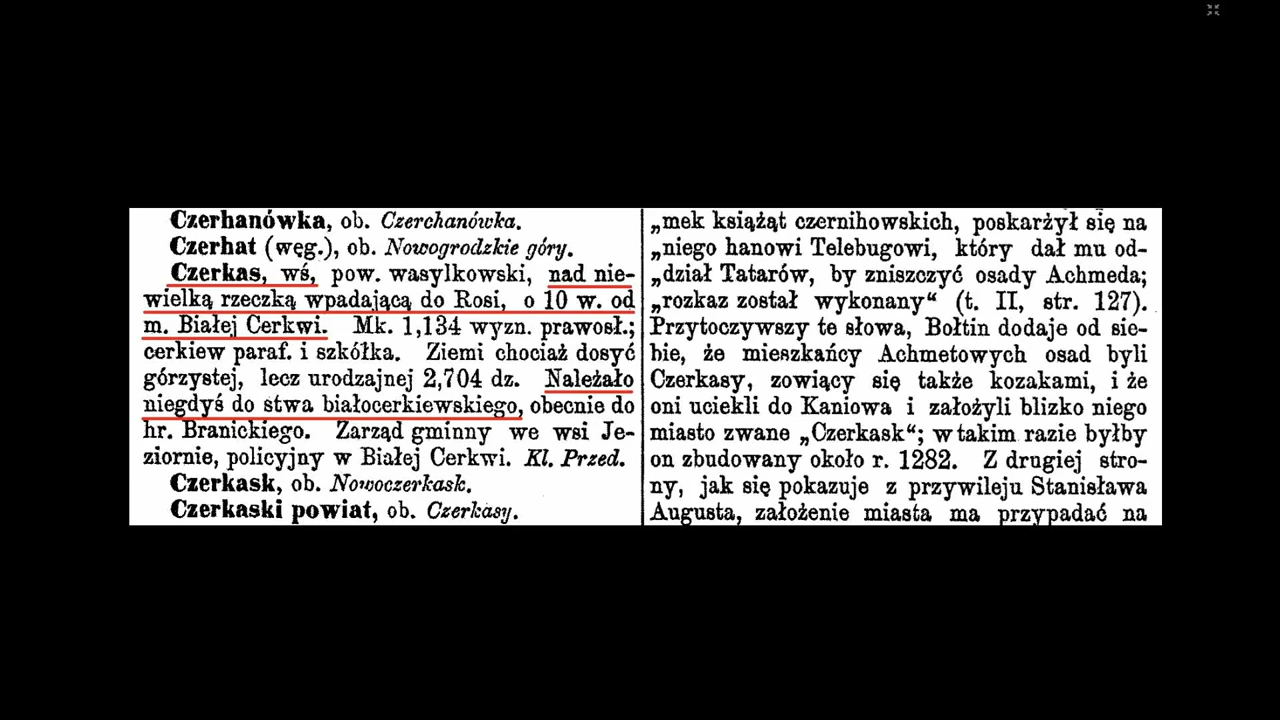 Czerhanówka, ob. Czerchanówka.
Czerhat (węg.), ob. Nowogrodzkie góry.
Czerkas, wś, pow. wasylkowski, nad nie-
wielką rzeczką wpadającą do Rosi, o 10 w. od
m. Białej Cerkwi. Mk. 1,134 wyzn. prawosł.;
cerkiew paraf. i szkółka. Ziemi chociaż dosyć
górzystej, lecz urodzajnej 2,704 dz. Należało
niegdyś do stwa białocerkiewskiego, obecnie do
hr. Branickiego. Zarząd gminny we wsi Je-
ziornie, policyjny w Białej Cerkwi. Kl. Przed.
Czerkask, ob. Nowoczerkask.
Czerkaski powiat, ob. Czerkasy.
„mek książąt czernihowskich, poskarżył się na
„niego hanowi Telebugowi, który dał mu od-
„dział Tatarów, by zniszczyć osady Achmeda;
„rozkaz został wykonany“ (t. II, str. 127).
Przytoczywszy te słowa, Bołtin dodaje od sie-
bie, że mieszkańcy Achmetowych osad byli
Czerkasy, zowiący się także kozakami, i że
oni uciekli do Kaniowa i założyli blizko niego
miasto zwane „Czerkask“; w takim razie byłby
on zbudowany około r. 1282. Z drugiej stro-
ny, jak się pokazuje z przywileju Stanisława
Augusta, założenie miasta ma przypadać na